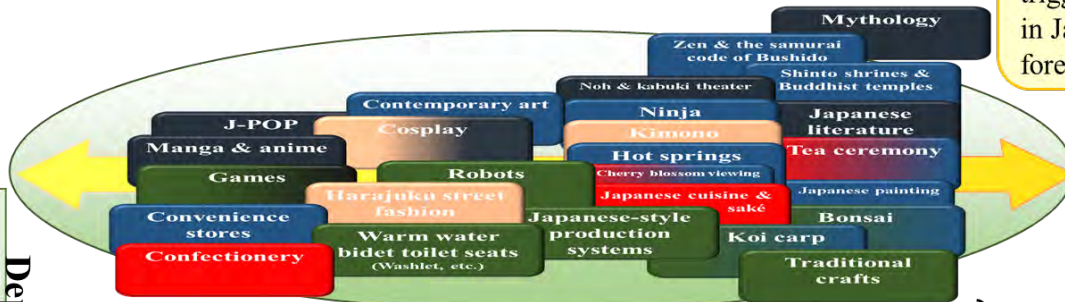 Mythology
Zen & the samurai
code of Bushido
Shinto shrines &
Buddhist temples
Noh & kabuki theater
Contemporary art
Ninja
Japanese
literature
J-POP
Cosplay
Kimono
Manga & anime
Hot springs
Tea ceremony
Games
Robots
Cherry blossom viewing
Harajuku street
fashion
Japanese cuisine &
saké
Japanese painting
Convenience
stores
Japanese-style
production
systems
Bonsai
Warm water
bidet toilet seats
(Washlet, etc.)
Koi carp
Confectionery
Traditional
crafts
in Ja
fore
De